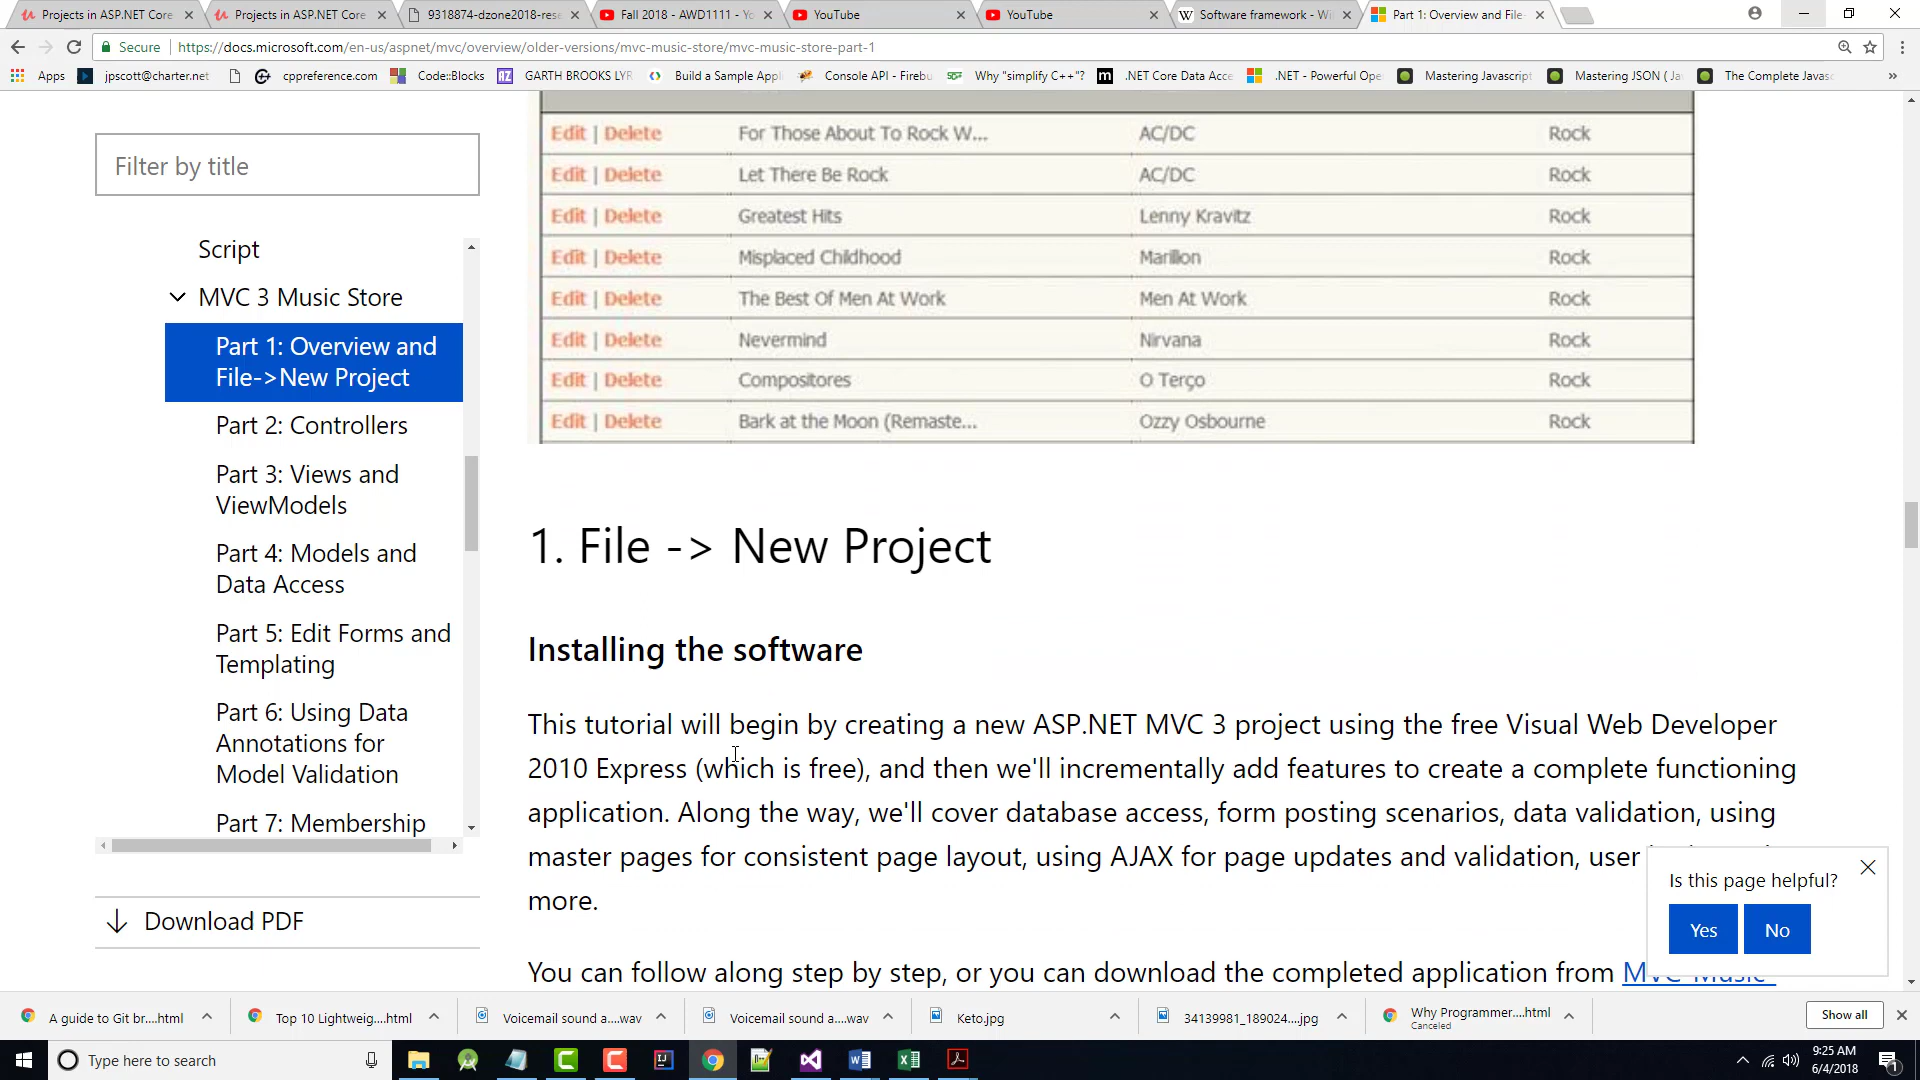 Projects in ASP.NET Core
Projects in ASP.NET Core
9318874-dzone2018-rese
Fall 2018 - AWD1111 - Yo
YouTube
YouTube
Software framework - Wi
Part 1: Overview and File-
Secure
https://docs.microsoft.com/en-us/aspnet/mvc/overview/older-versions/mvc-music-store/mvc-music-store-part-1
Apps
jpscott@charter.net
cppreference.com
Code::Blocks
GARTH BROOKS LYR
Build a Sample Appl
Console API - Firebu
Why "simplify C++"?
.NET Core Data Acce
.NET - Powerful Ope
Mastering Javascript
Mastering JSON ( Ja
The Complete Javasc
Filter by title
Script
MVC 3 Music Store
Part 1: Overview and
File->New Project
Part 2: Controllers
Part 3: Views and
ViewModels
Part 4: Models and
Data Access
Part 5: Edit Forms and
Templating
Part 6: Using Data
Annotations for
Model Validation
Part 7: Membership
Download PDF
Edit | Delete For Those About To Rock W... AC/DC Rock
Edit | Delete Let There Be Rock AC/DC Rock
Edit | Delete Greatest Hits Lenny Kravitz Rock
Edit | Delete Misplaced Childhood Marillion Rock
Edit | Delete The Best Of Men At Work Men At Work Rock
Edit | Delete Nevermind Nirvana Rock
Edit | Delete Compositores O Terço Rock
Edit | Delete Bark at the Moon (Remaste... Ozzy Osbourne Rock
1. File -> New Project
Installing the software
This tutorial will begin by creating a new ASP.NET MVC 3 project using the free Visual Web Developer
2010 Express (which is free), and then we'll incrementally add features to create a complete functioning
application. Along the way, we'll cover database access, form posting scenarios, data validation, using
master pages for consistent page layout, using AJAX for page updates and validation, user
more.
You can follow along step by step, or you can download the completed application from MVC-Music-
Is this page helpful?
Yes No
A guide to Git br....html
Top 10 Lightweig....html
Voicemail sound a....wav
Voicemail sound a....wav
Keto.jpg
34139981_189024....jpg
Why Programmer....html
Canceled
Show all
Type here to search
9:25 AM
6/4/2018
1